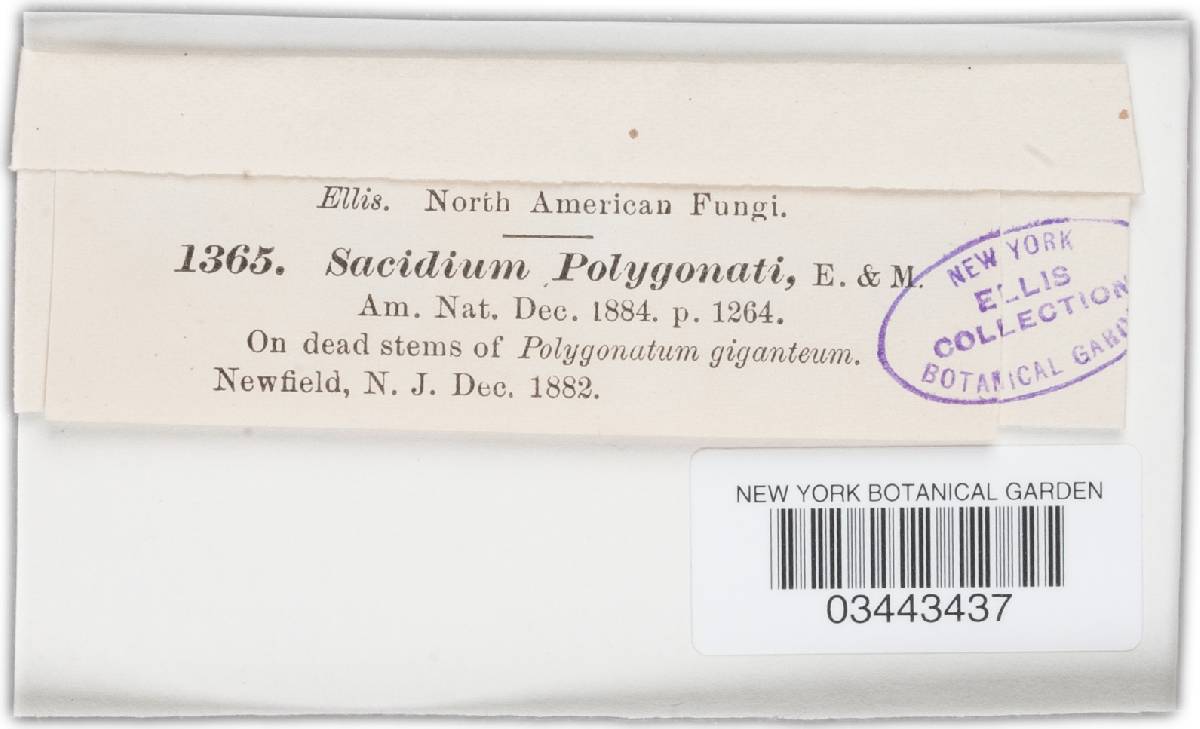 Ellis. North American Fungi.
1365. Sacidium Polygonati, E. & M.
Am. Nat. Dec. 1884. p. 1264.
On dead stems of Polygonatum giganteum.
Newfield, N. J. Dec. 1882.
NEW YORK
ELLIS
COLLECTION
BOTANICAL GARD
NEW YORK BOTANICAL GARDEN
03443437